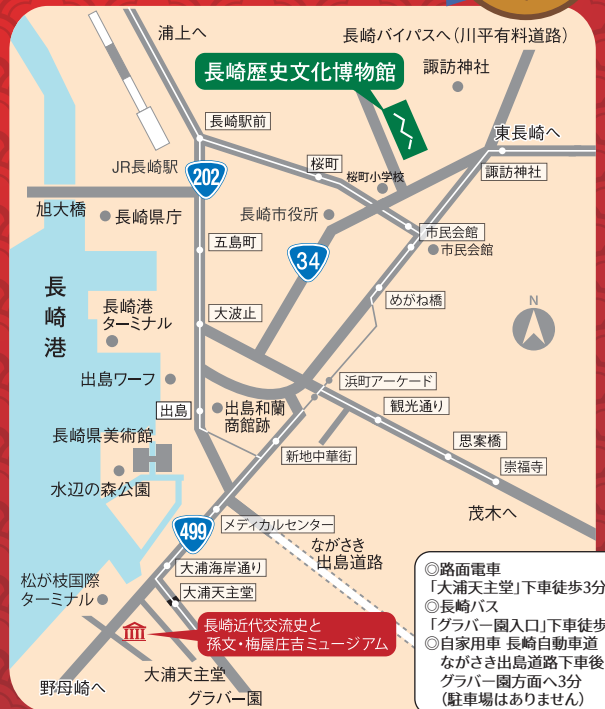 浦上へ
長崎バイパスへ(川平有料道路)
長崎歴史文化博物館
諏訪神社
長崎駅前
東長崎へ
JR長崎駅
202
桜町
桜町小学校
諏訪神社
旭大橋
長崎県庁
長崎市役所
市民会館
市民会館
五島町
34
長崎港
めがね橋
N
長崎港
ターミナル
大波止
出島ワーフ
浜町アーケード
出島
出島和蘭
商館跡
観光通り
長崎県美術館
新地中華街
思案橋
崇福寺
水辺の森公園
茂木へ
499
メディカルセンター
ながさき
出島道路
大浦海岸通り
松が枝国際
ターミナル
大浦天主堂
長崎近代交流史と
孫文・梅屋庄吉ミュージアム
大浦天主堂
野母崎へ
グラバー園
◎路面電車
「大浦天主堂」下車徒歩3分
◎長崎バス
「グラバー園入口」下車徒歩
◎自家用車 長崎自動車道
ながさき出島道路下車後
グラバー園方面へ3分
(駐車場はありません)